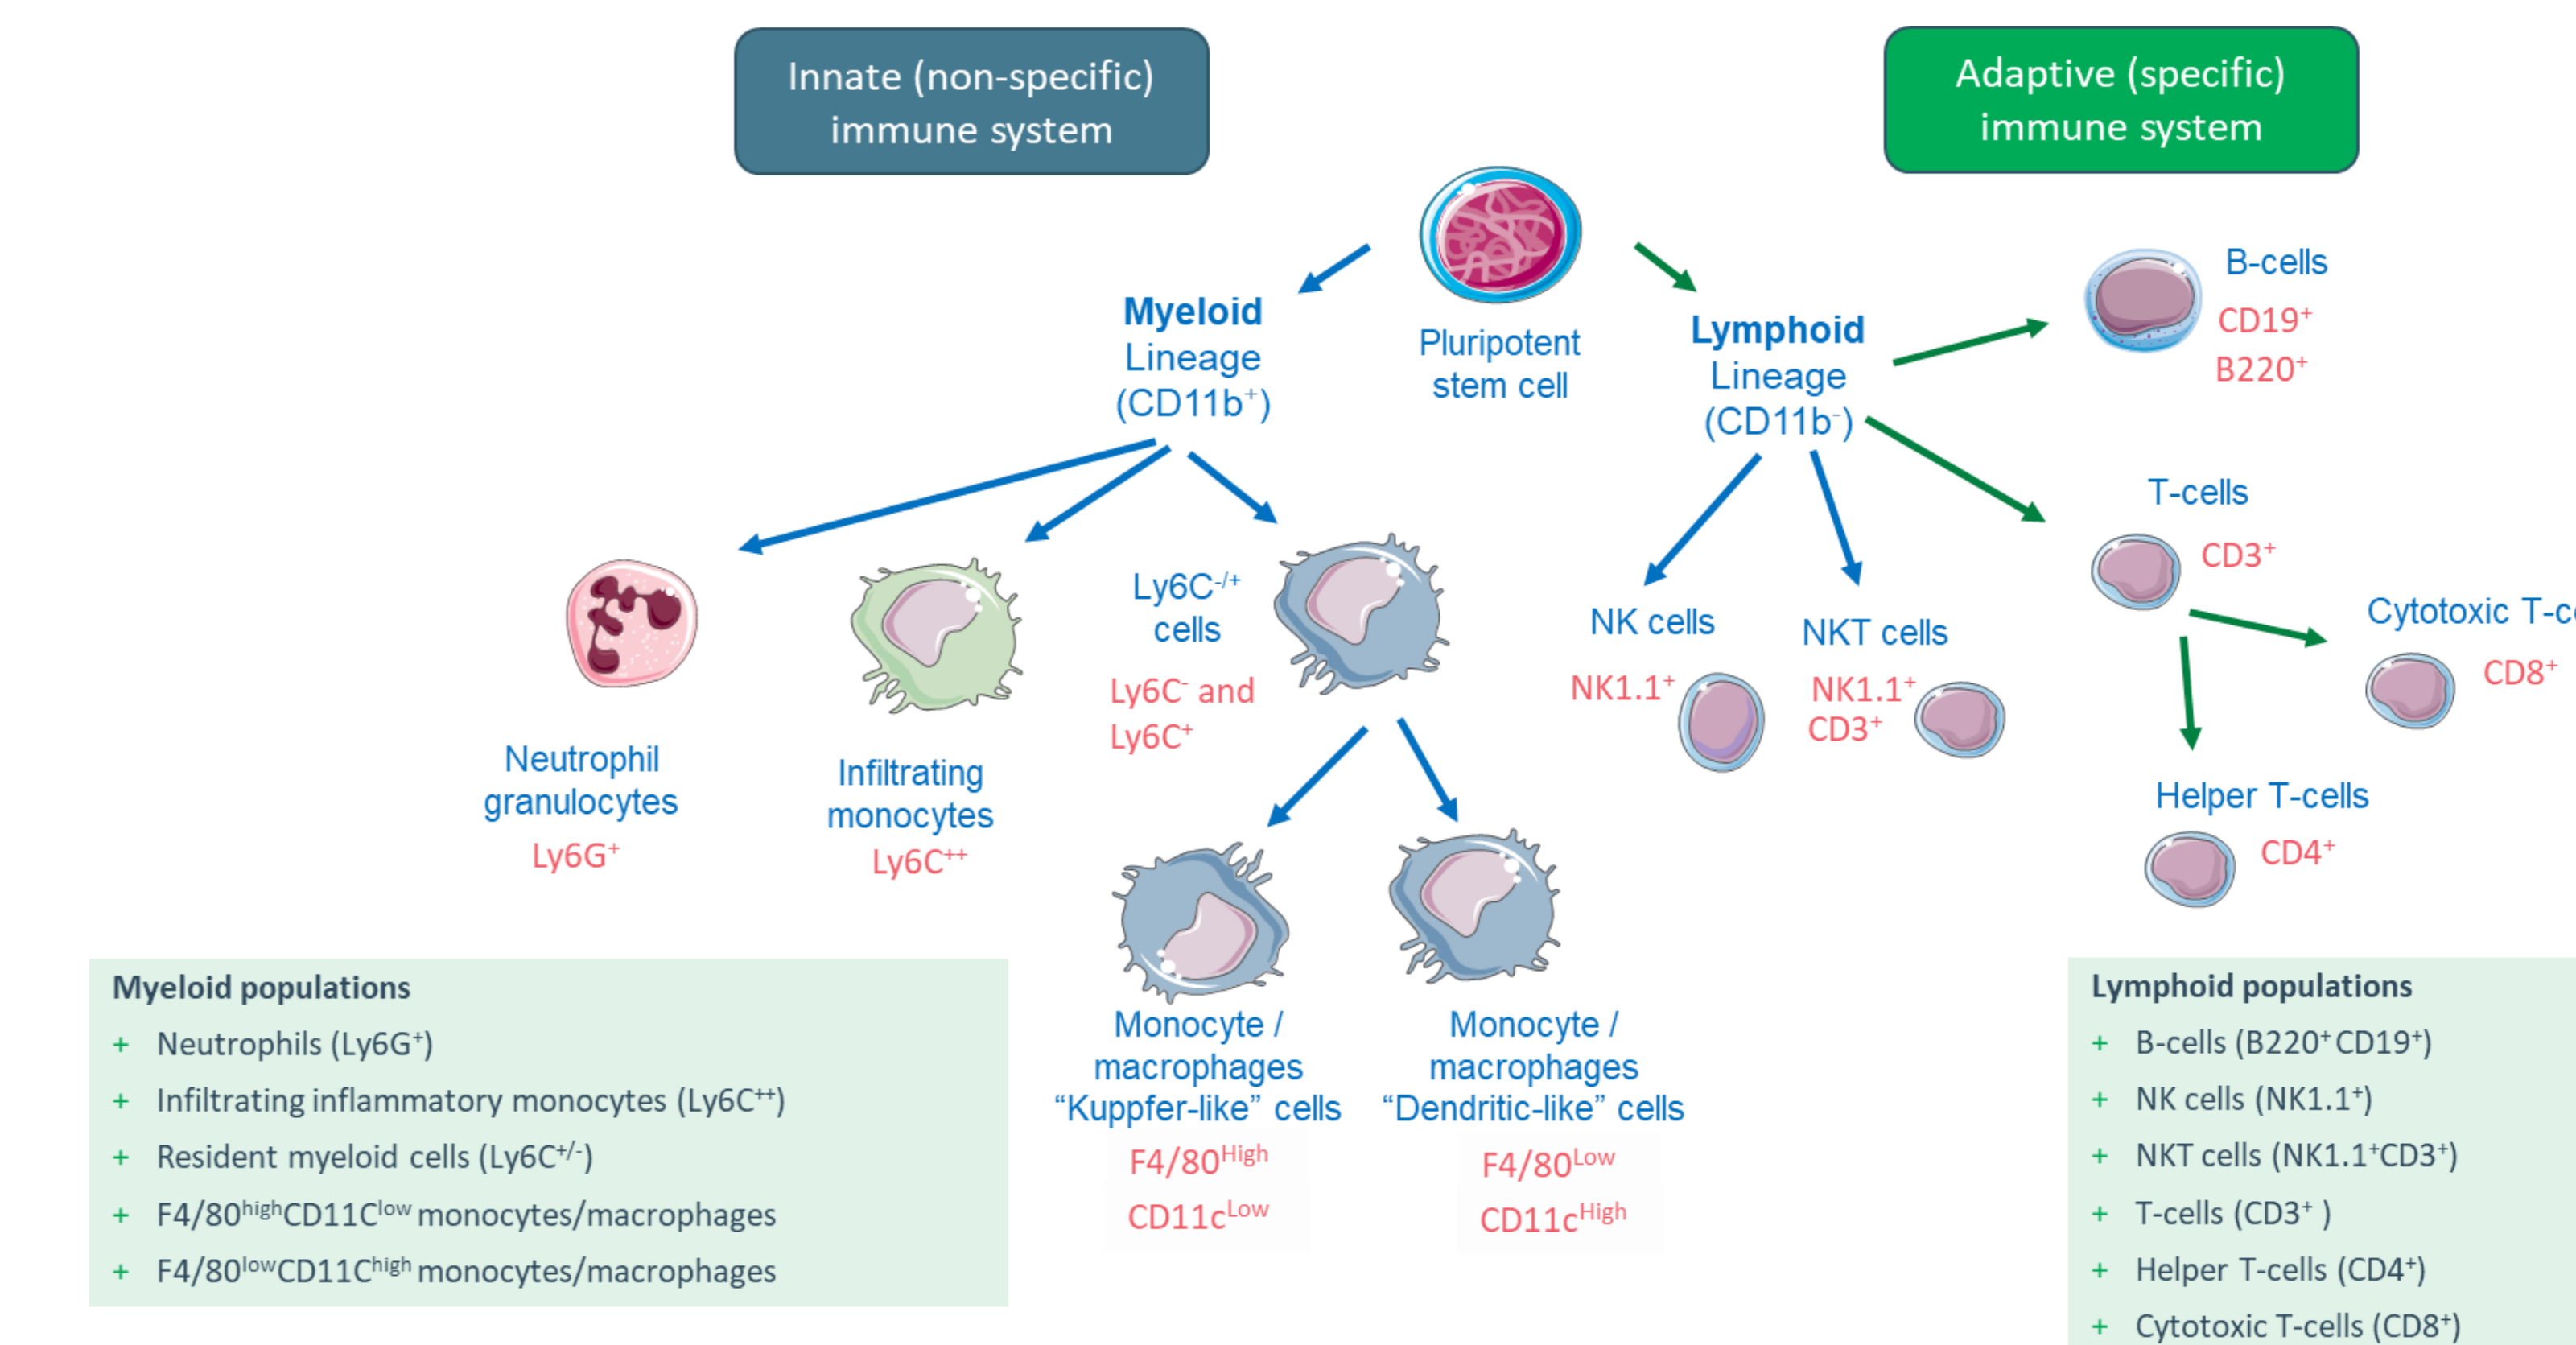 Innate (non-specific)
immune system
Adaptive (specific)
immune system
Pluripotent
stem cell
Myeloid
Lineage
(CD11b⁺)
Lymphoid
Lineage
(CD11b⁻)
B-cells
CD19⁺
B220⁺
T-cells
CD3⁺
Cytotoxic T-ce
CD8⁺
Helper T-cells
CD4⁺
NK cells
NK1.1⁺
NKT cells
NK1.1⁺
CD3⁺
Neutrophil
granulocytes
Ly6G⁺
Infiltrating
monocytes
Ly6C⁺⁺
Ly6C⁻/⁺
cells
Ly6C⁻ and
Ly6C⁺
Monocyte /
macrophages
“Kuppfer-like” cells
F4/80High
CD11cLow
Monocyte /
macrophages
“Dendritic-like” cells
F4/80Low
CD11cHigh
Myeloid populations
+ Neutrophils (Ly6G⁺)
+ Infiltrating inflammatory monocytes (Ly6C⁺⁺)
+ Resident myeloid cells (Ly6C⁺/⁻)
+ F4/80highCD11Clow monocytes/macrophages
+ F4/80lowCD11Chigh monocytes/macrophages
Lymphoid populations
+ B-cells (B220⁺ CD19⁺)
+ NK cells (NK1.1⁺)
+ NKT cells (NK1.1⁺CD3⁺)
+ T-cells (CD3⁺ )
+ Helper T-cells (CD4⁺)
+ Cytotoxic T-cells (CD8⁺)